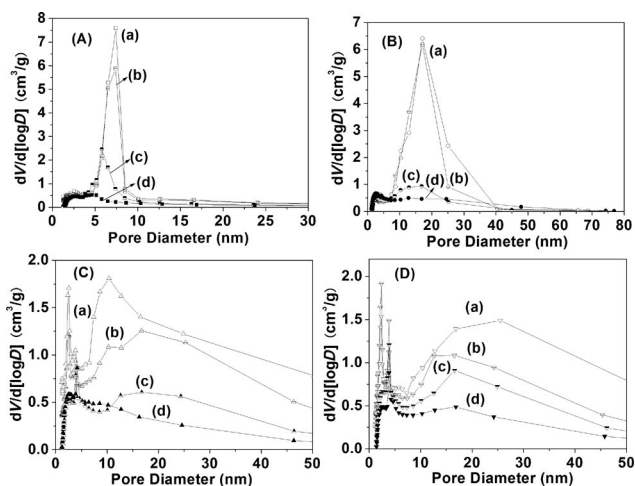 (A)
(a)
(b)
(c)
(d)
dV/d[logD] (cm³/g)
8
7
6
5
4
3
2
1
0
0 5 10 15 20 25 30
Pore Diameter (nm)
(B)
(a)
(b)
(c)
(d)
dV/d[logD] (cm³/g)
7
6
5
4
3
2
1
0
0 10 20 30 40 50 60 70 80
Pore Diameter (nm)
(C)
(a)
(b)
(c)
(d)
dV/d[logD] (cm³/g)
2.0
1.5
1.0
0.5
0.0
0 10 20 30 40 50
Pore Diameter (nm)
(D)
(a)
(b)
(c)
(d)
dV/d[logD] (cm³/g)
2.0
1.5
1.0
0.5
0.0
0 10 20 30 40 50
Pore Diameter (nm)